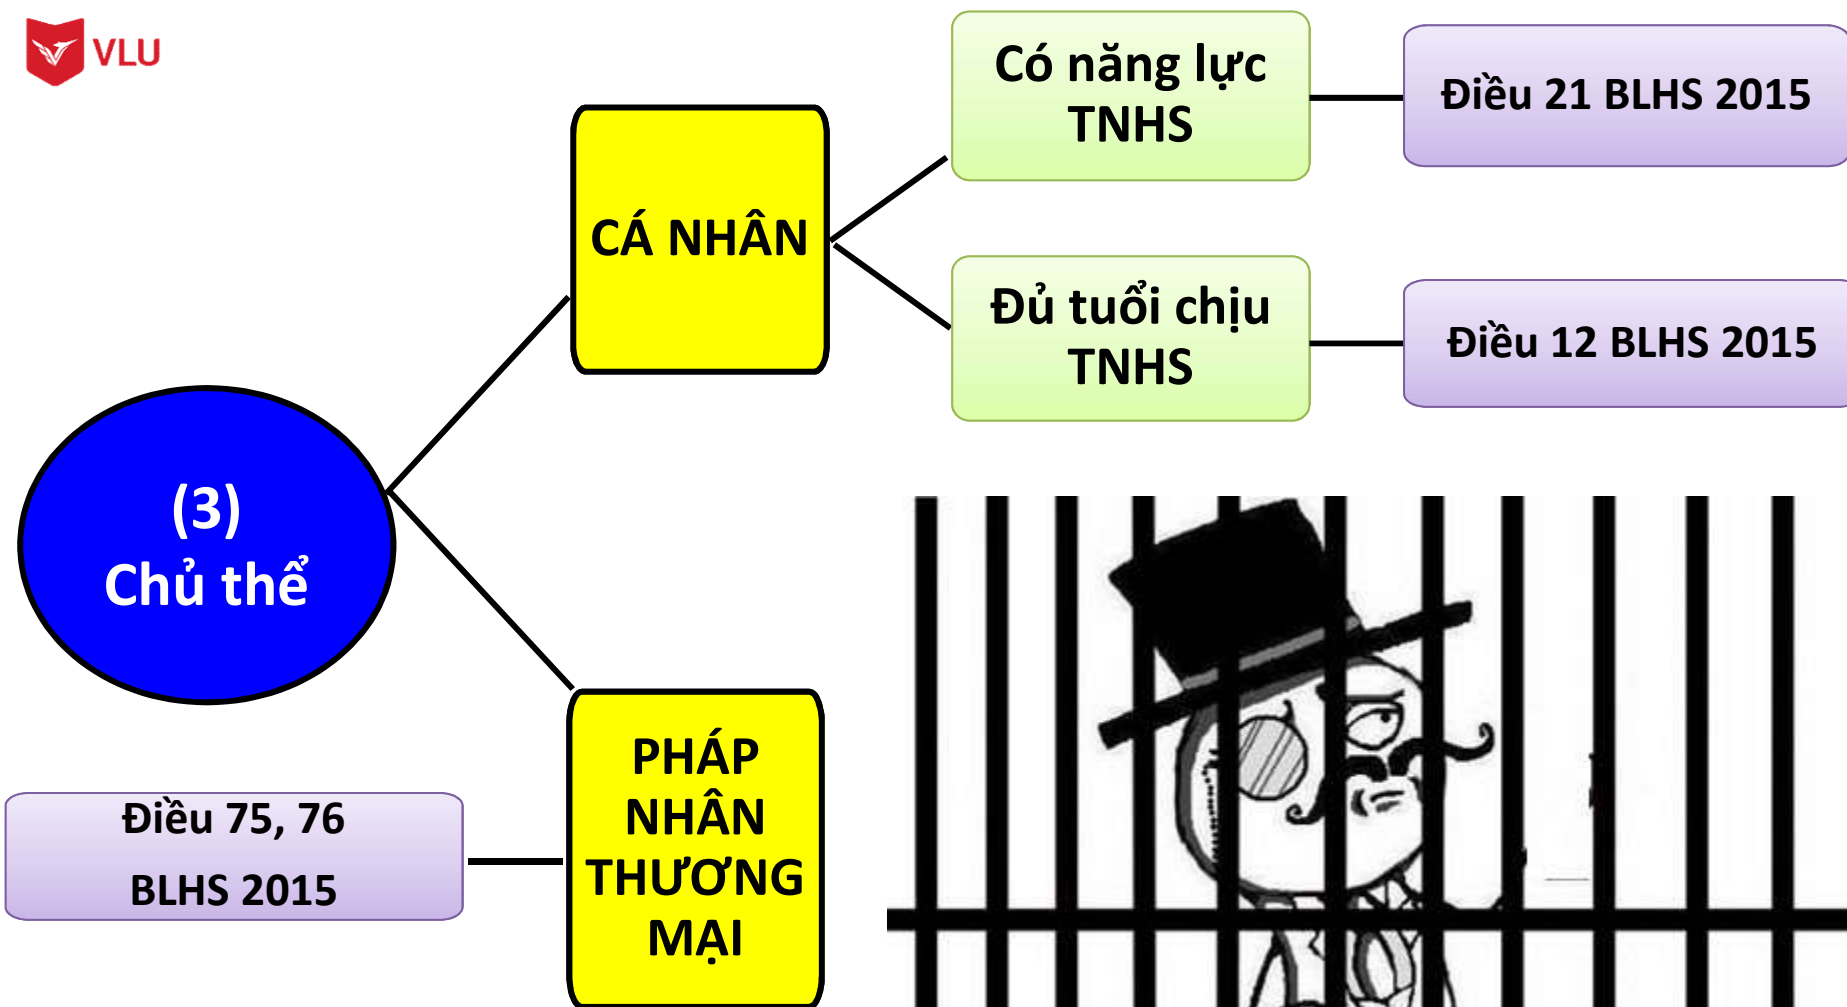 VLU
Có năng lực
TNHS
Điều 21 BLHS 2015
CÁ NHÂN
Đủ tuổi chịu
TNHS
Điều 12 BLHS 2015
(3)
Chủ thể
PHÁP
NHÂN
THƯƠNG
MẠI
Điều 75, 76
BLHS 2015